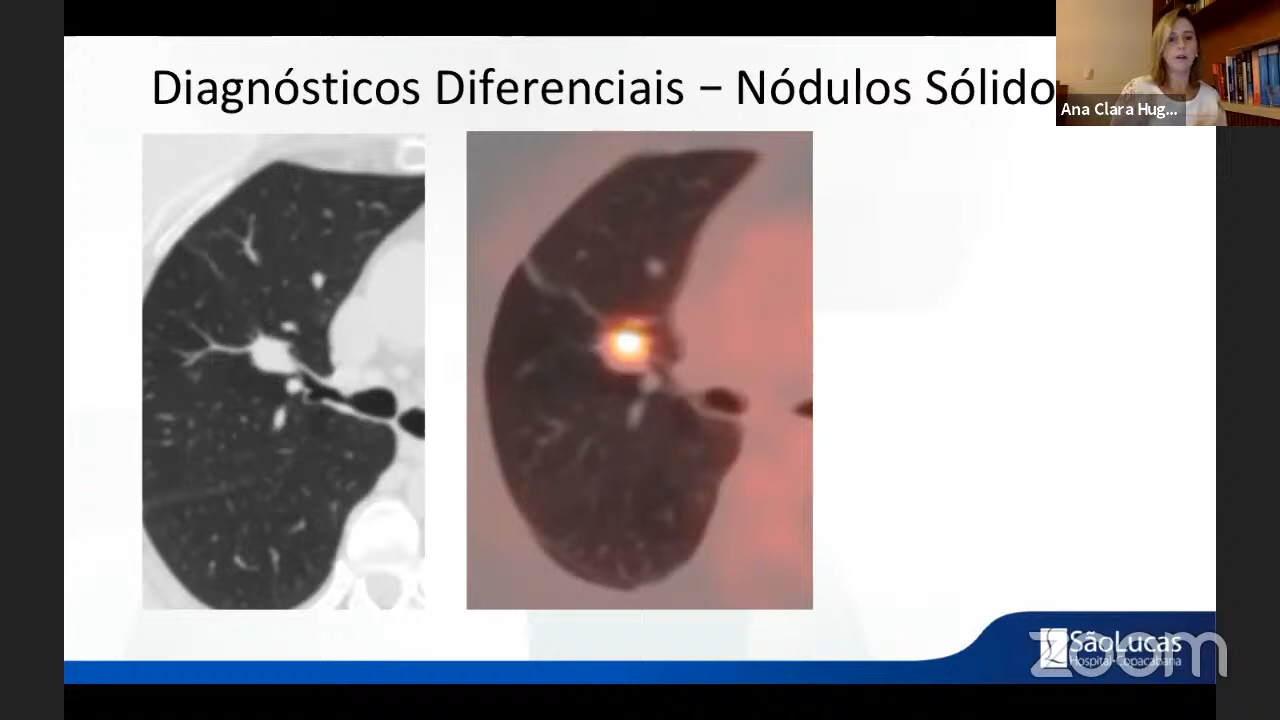 Diagnósticos Diferenciais – Nódulos Sólido
Ana Clara Hug...
SãoLucas
Hospital • Copacabana
zoom